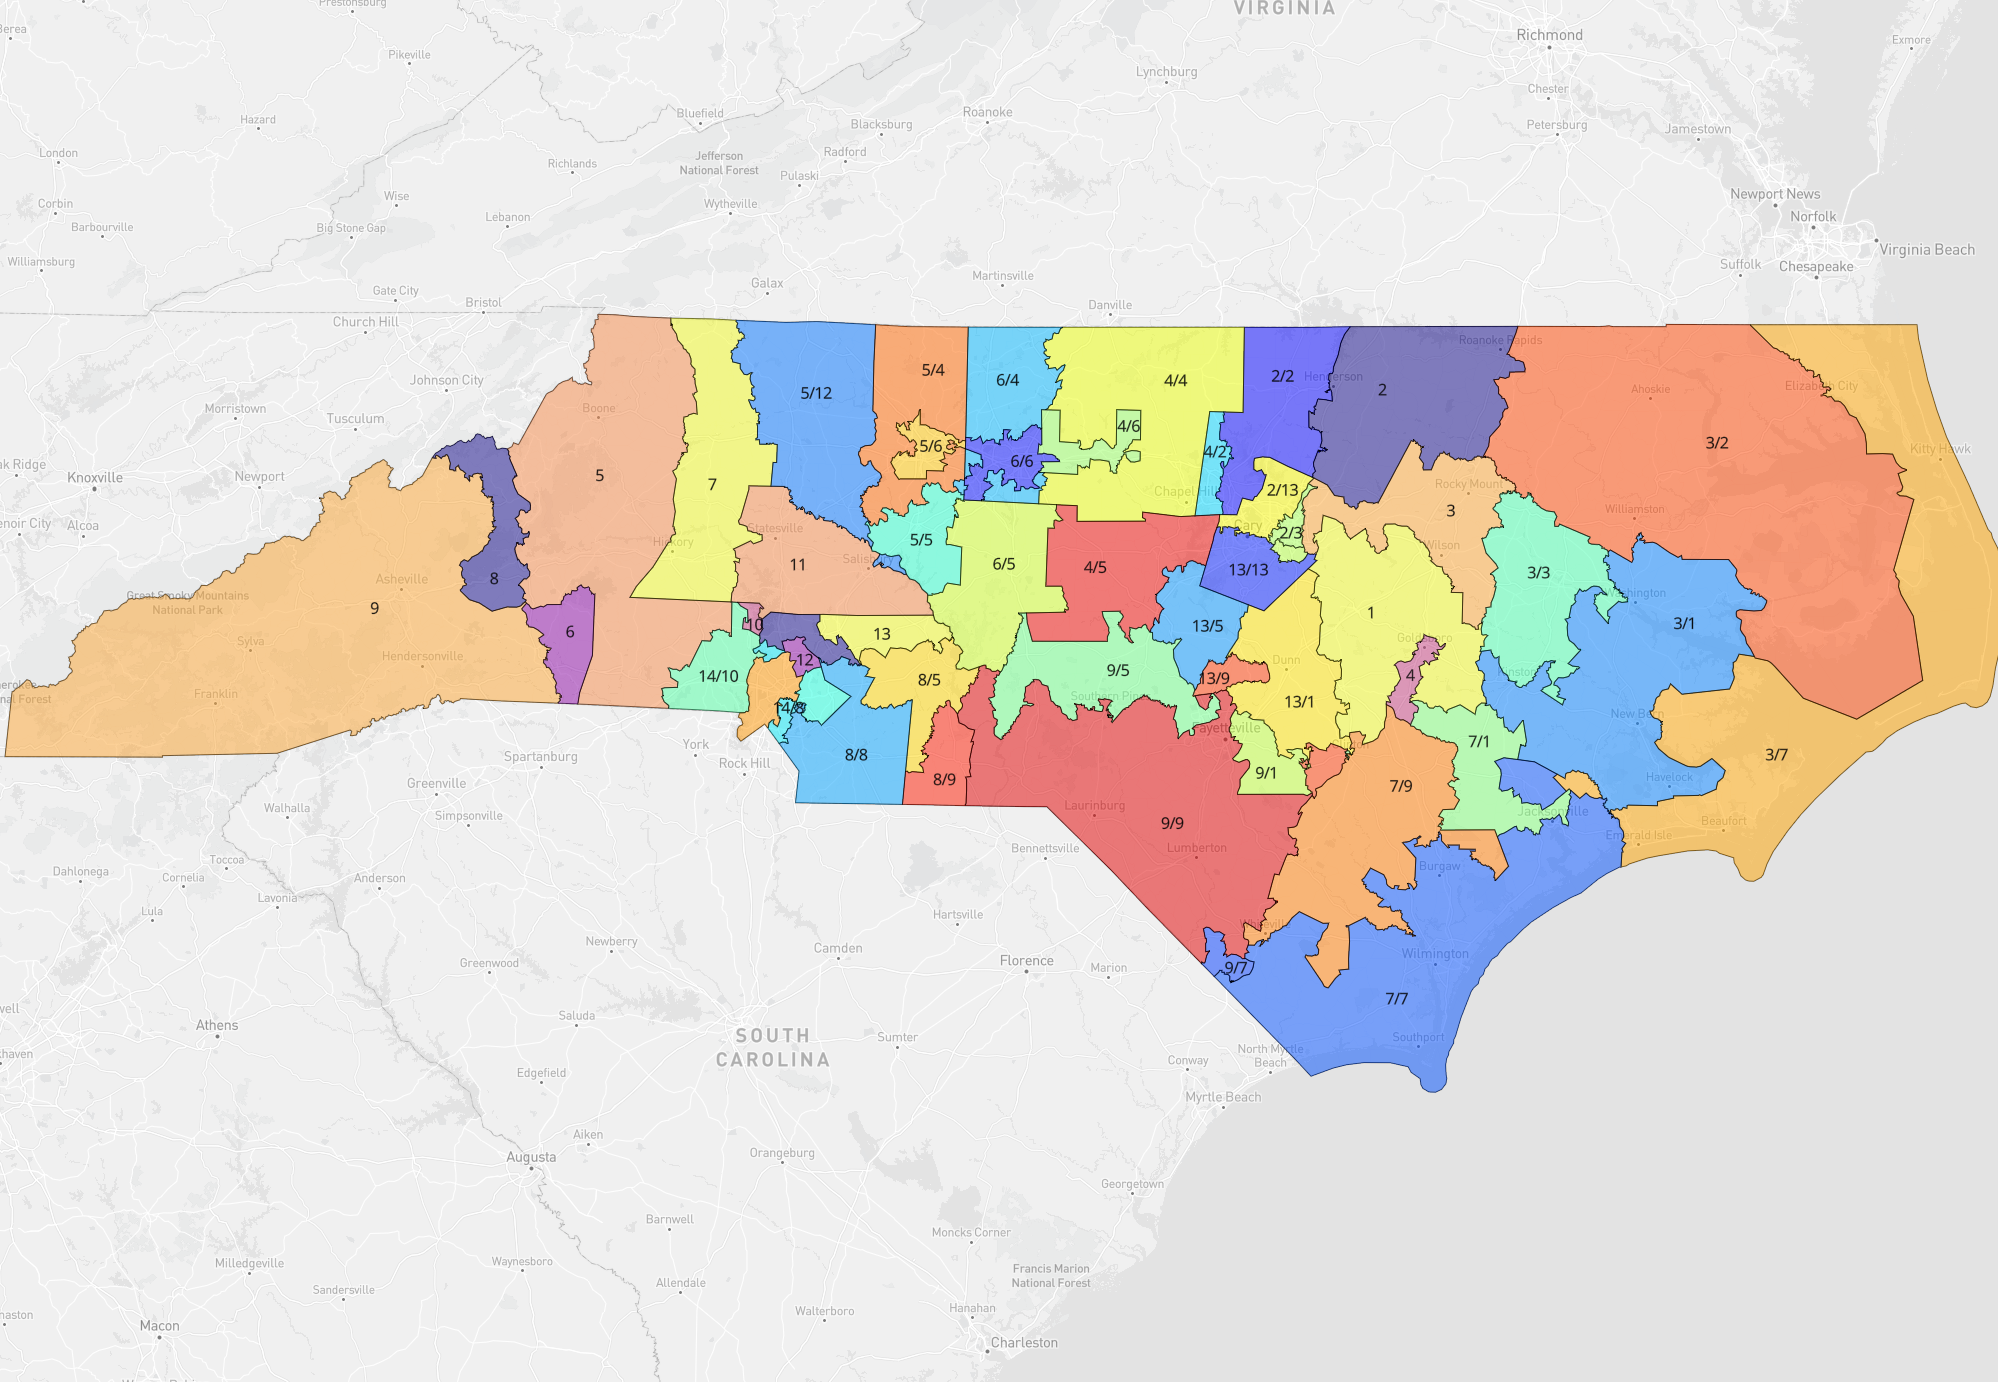 VIRGINIA
Prestonsburg
Berea
Richmond
Exmore
Pikeville
Lynchburg
Chester
Hazard
Bluefield
Roanoke
Blacksburg
Petersburg
Jamestown
London
Richlands
Jefferson
National Forest
Radford
Pulaski
Wise
Newport News
Corbin
Lebanon
Wytheville
Norfolk
Barbourville
Big Stone Gap
Virginia Beach
Williamsburg
Suffolk
Chesapeake
Galax
Martinsville
Gate City
Bristol
Danville
Church Hill
Roanoke Rapids
Johnson City
5/4
6/4
4/4
2/2
Henderson
2
Ahoskie
Elizabeth City
5/12
Morristown
Boone
Tusculum
4/6
3/2
5/6
Kitty Hawk
ak Ridge
Knoxville
Newport
5
7
6/6
4/2
Rocky Mount
Chapel Hill
2/13
enoir City
Alcoa
Statesville
Cary
3
Williamston
2/3
Hickory
5/5
Wilson
Salisb
11
6/5
4/5
13/13
3/3
Asheville
8
Great Smoky Mountains
National Park
9
Washington
1
10
6
13
13/5
3/1
Sylva
Goldsboro
Hendersonville
12
Dunn
9/5
Kinston
14/10
8/5
13/9
4
nal Forest
Franklin
Southern Pines
13/1
14/8
New Bern
Fayetteville
7/1
York
Spartanburg
8/8
3/7
Rock Hill
8/9
9/1
Havelock
Greenville
7/9
Walhalla
Laurinburg
Jacksonville
Simpsonville
9/9
Beaufort
Emerald Isle
Lumberton
Bennettsville
Toccoa
Burgaw
Dahlonega
Cornelia
Anderson
Lavonia
Lula
Hartsville
Whiteville
Newberry
Camden
Wilmington
Greenwood
Florence
Marion
9/7
7/7
well
Saluda
Athens
SOUTH
CAROLINA
Sumter
Southport
North Myrtle
Beach
khaven
Conway
Edgefield
Myrtle Beach
Aiken
Orangeburg
Augusta
Georgetown
Barnwell
Moncks Corner
Waynesboro
Milledgeville
Francis Marion
National Forest
Allendale
Sandersville
Hanahan
Walterboro
Macon
Charleston